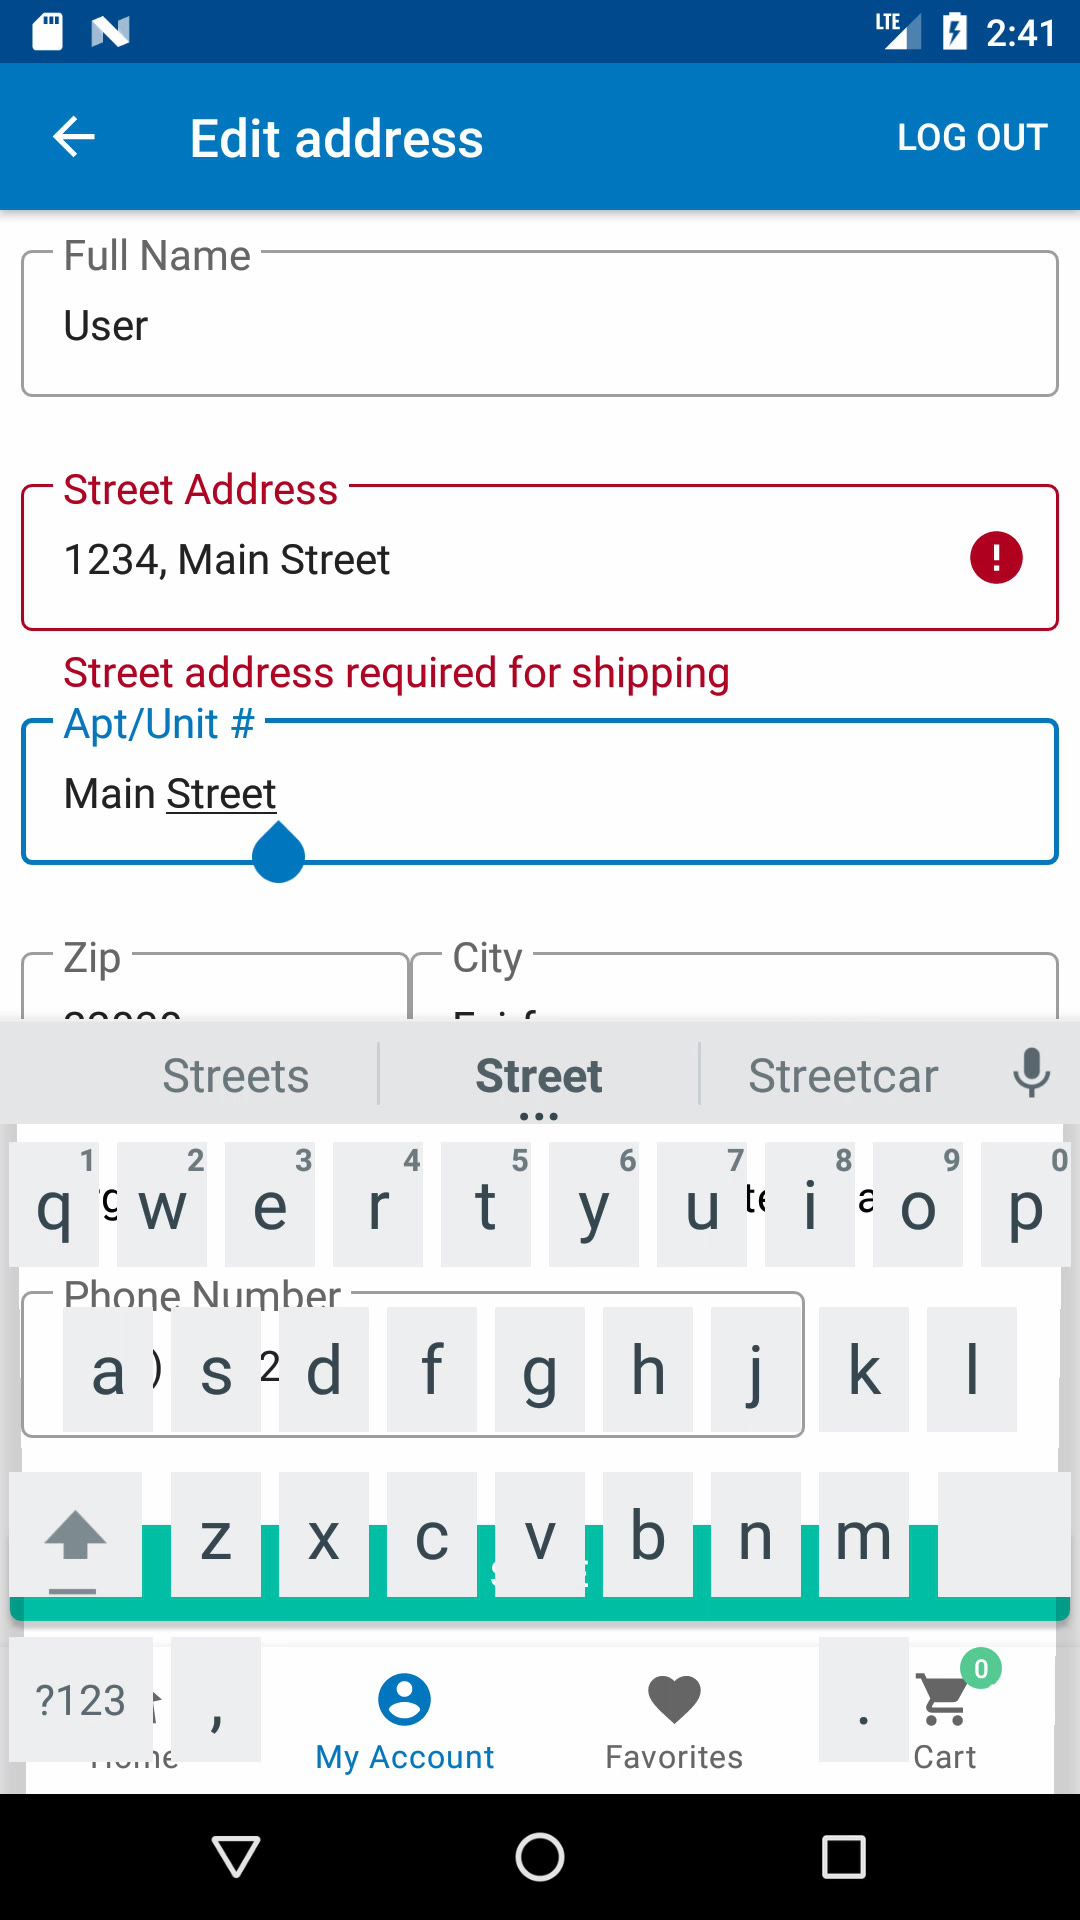 LTE 2:41
Edit address LOG OUT
Full Name
User
Street Address
1234, Main Street
Street address required for shipping
Apt/Unit #
Main Street
Zip City
Streets Street Streetcar
1 2 3 4 5 6 7 8 9 0
q w e r t y u i o p
Phone Number
a s d f g h j k l
z x c v b n m
?123 , .
0
Home My Account Favorites Cart